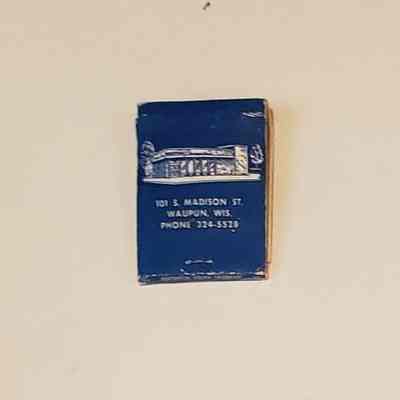 101 S. MADISON ST.
WAUPUN, WIS.
PHONE 324-5528